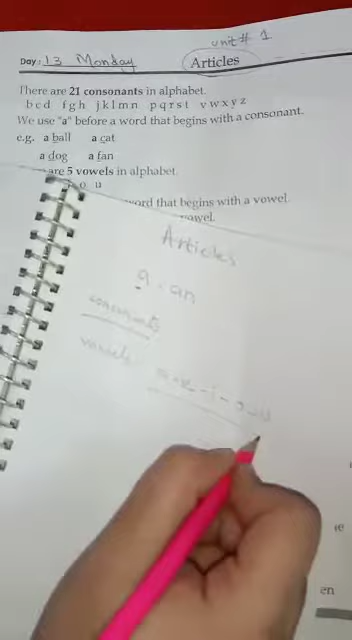 unit # 1
Day: 13 Monday
Articles
There are 21 consonants in alphabet.
b c d f g h j k l m n p q r s t v w x y z
We use "a" before a word that begins with a consonant.
e.g. a ball a cat
a dog a fan
are 5 vowels in alphabet.
o u
word that begins with a vowel.
vowel.
Articles
a . an
consonants
vowels a - e - i - o - u
en